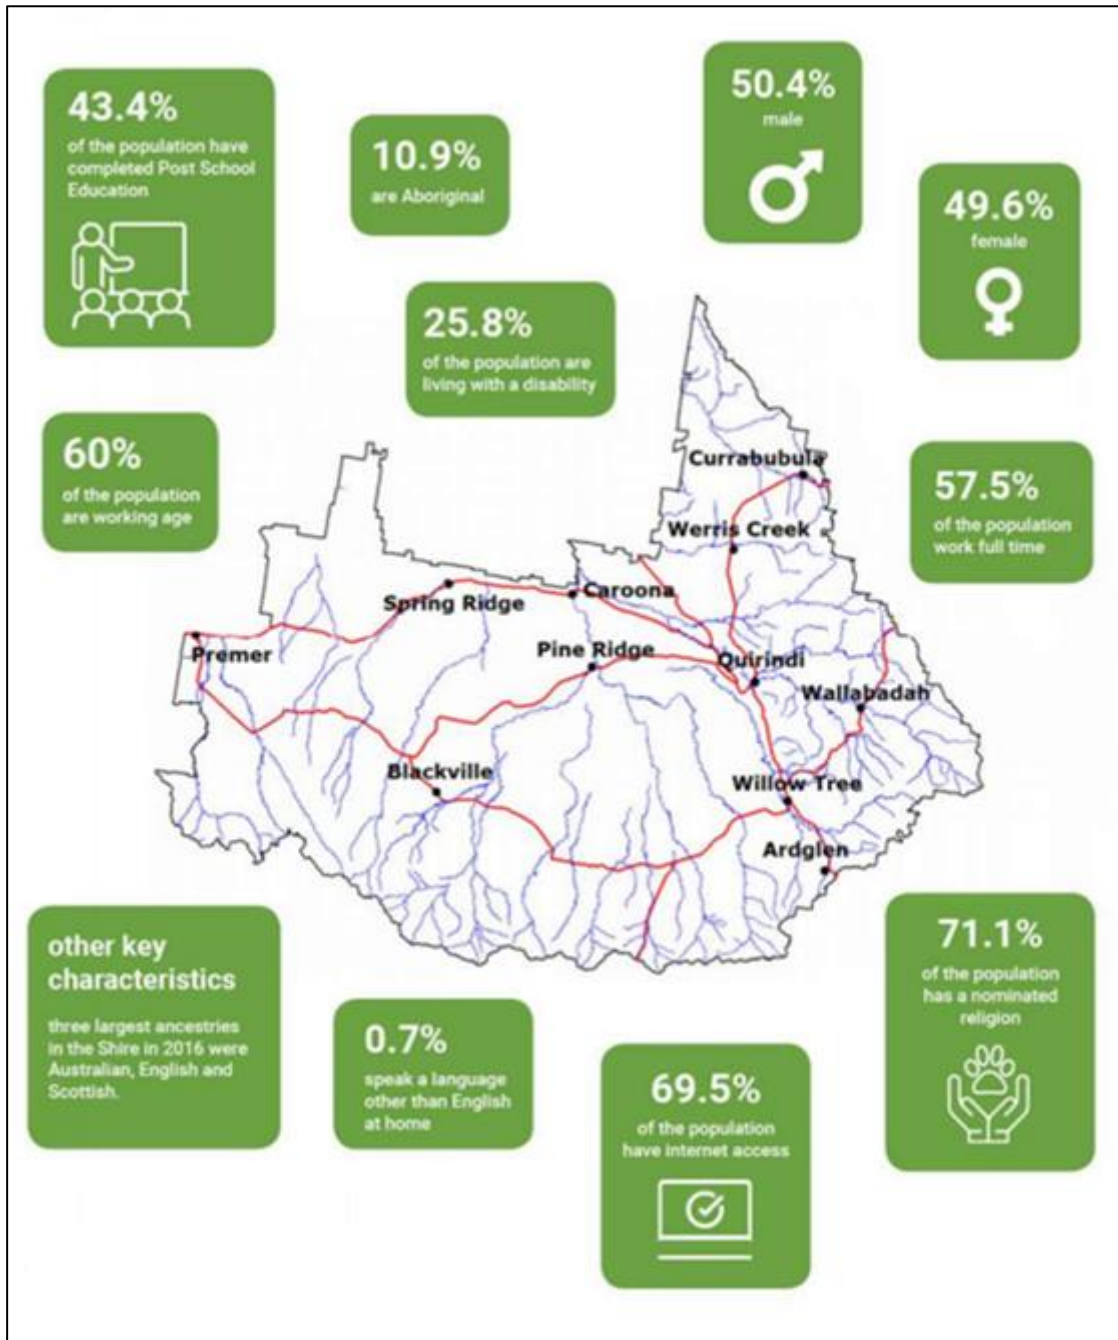 43.4%
of the population have
completed Post School
Education
10.9%
are Aboriginal
50.4%
male
49.6%
female
25.8%
of the population are
living with a disability
60%
of the population
are working age
57.5%
of the population
work full time
Currabubula
Werris Creek
Spring Ridge
Caroona
Premer
Pine Ridge
Quirindi
Wallabadah
Blackville
Willow Tree
Ardglen
other key
characteristics
three largest ancestries
in the Shire in 2016 were
Australian, English and
Scottish.
0.7%
speak a language
other than English
at home
69.5%
of the population
have internet access
71.1%
of the population
has a nominated
religion